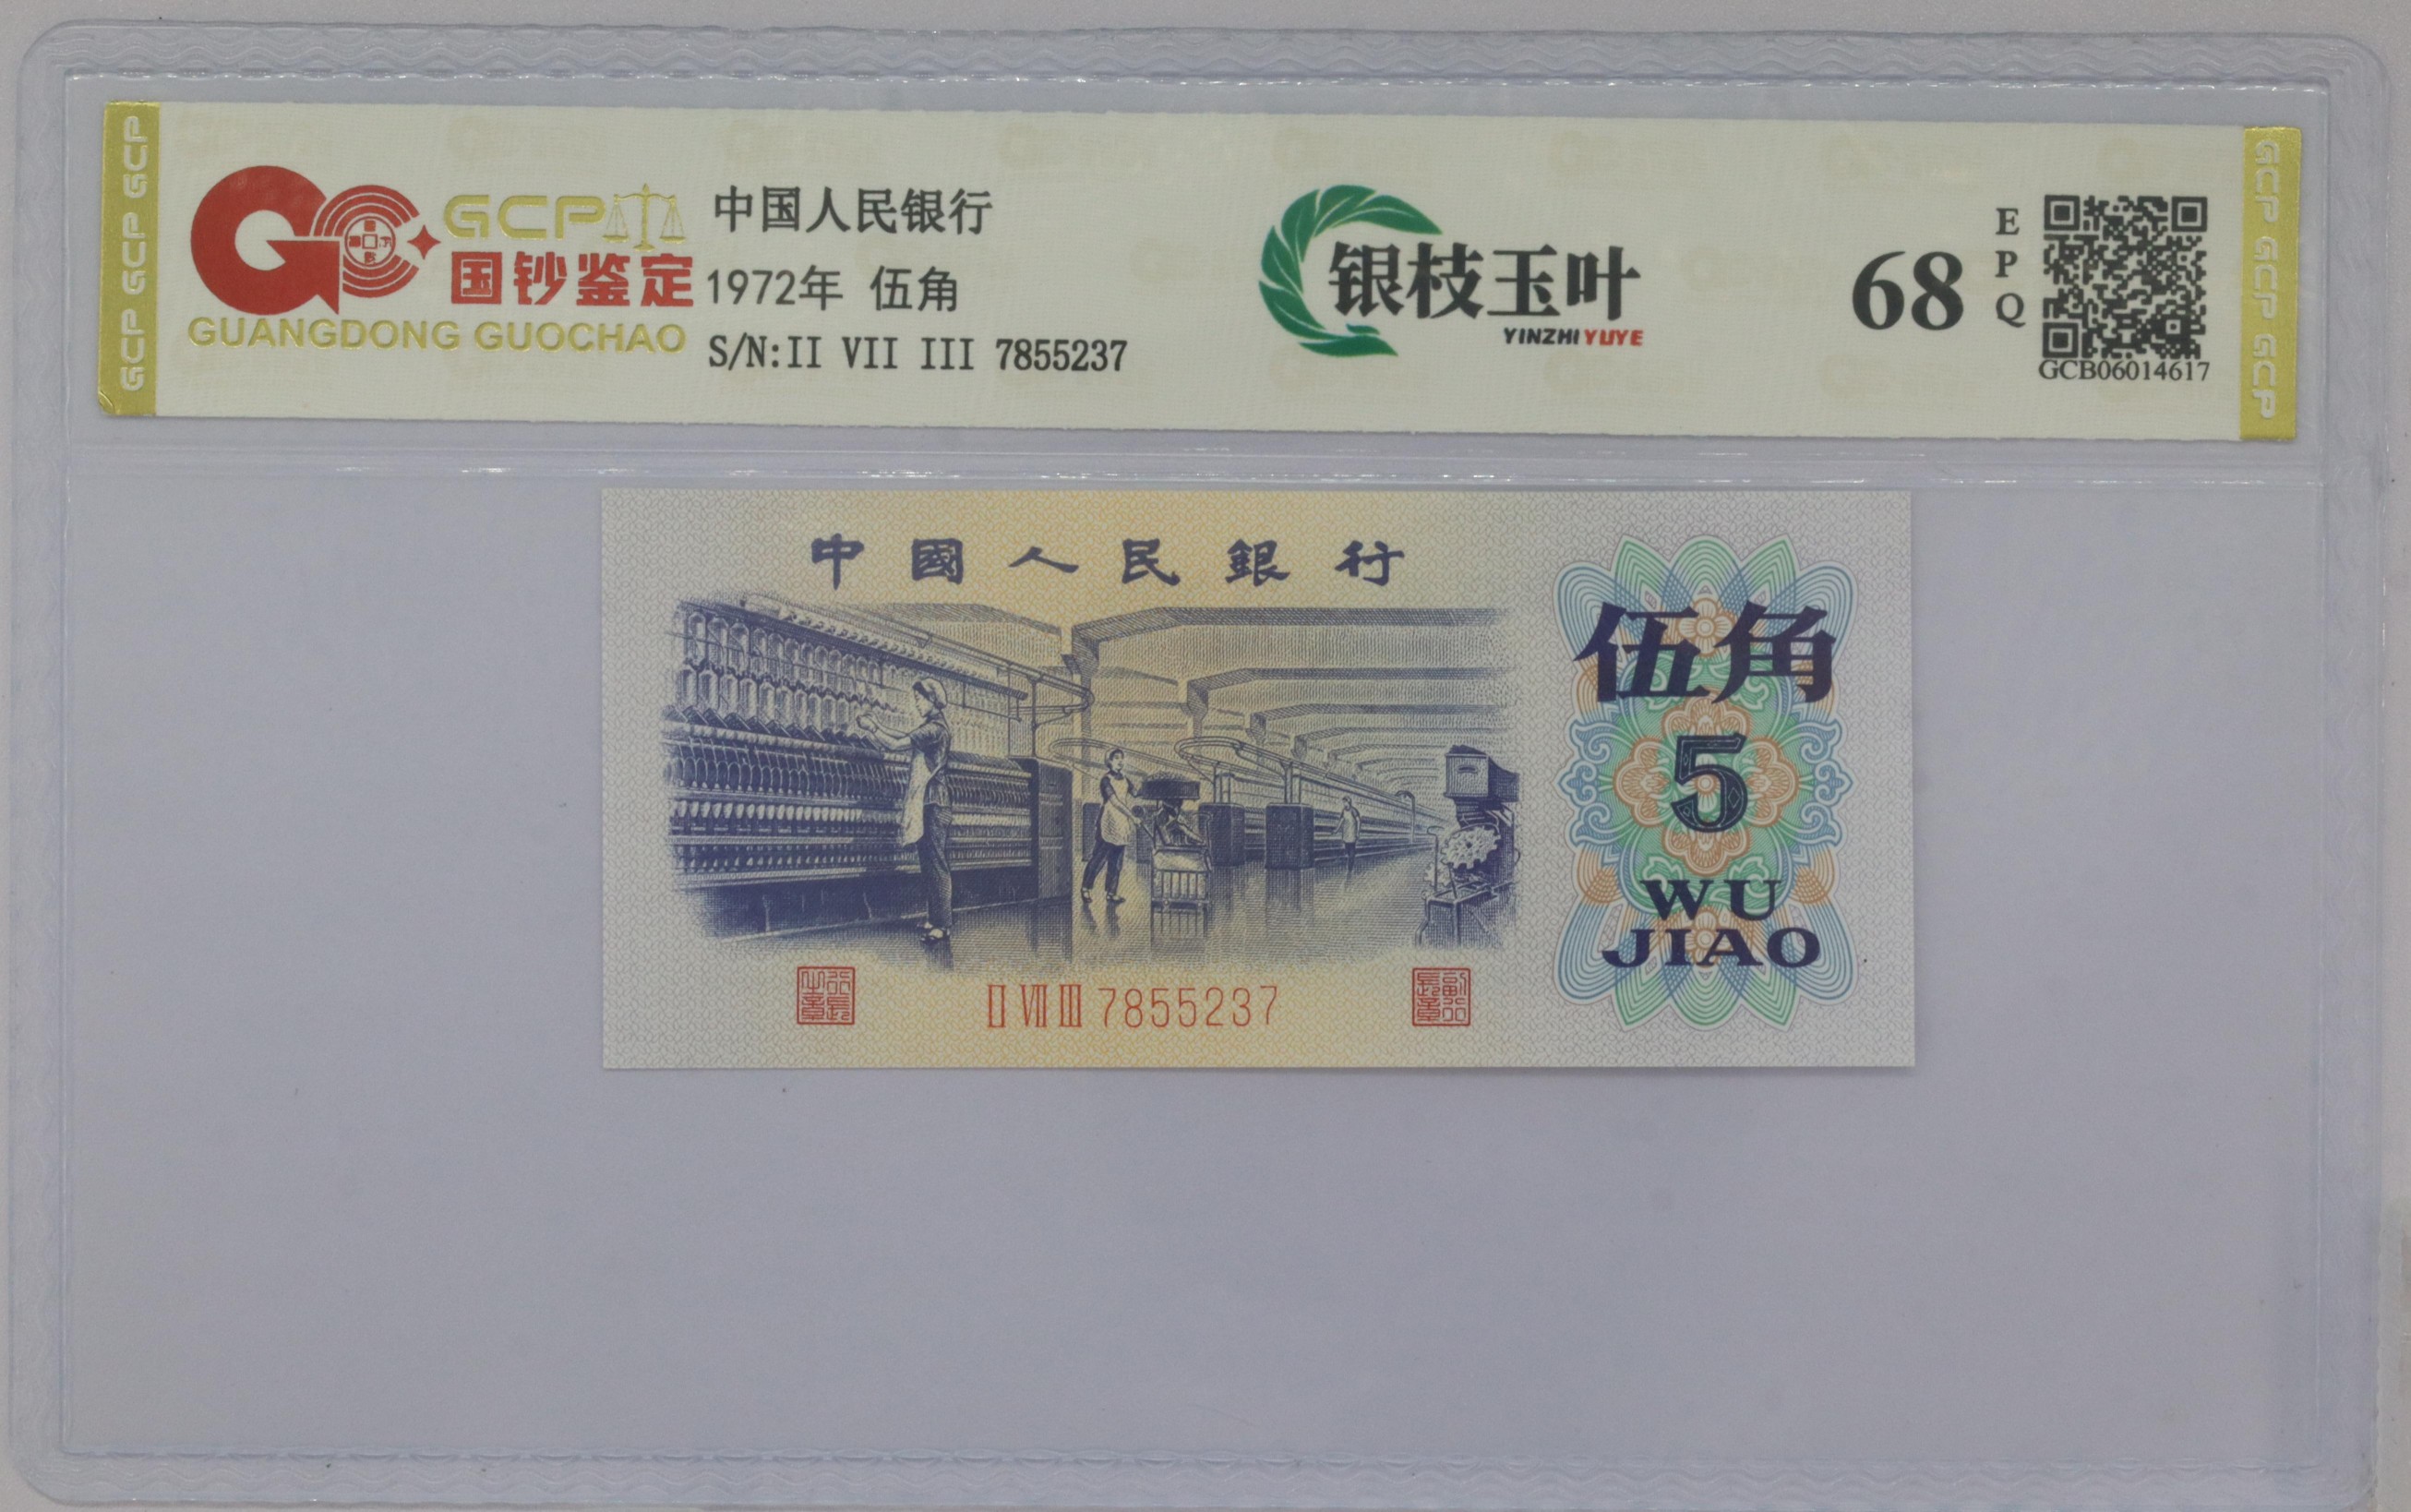 GCP GCP GCP
GCP
国钞鉴定
GUANGDONG GUOCHAO
中国人民银行
1972年 伍角
S/N:II VII III 7855237
银枝玉叶
YINZHI YUYE
68
EPQ
GCB06014617
GCP GCP GCP
中國人民銀行
伍角
5
WU
JIAO
II VII III 7855237